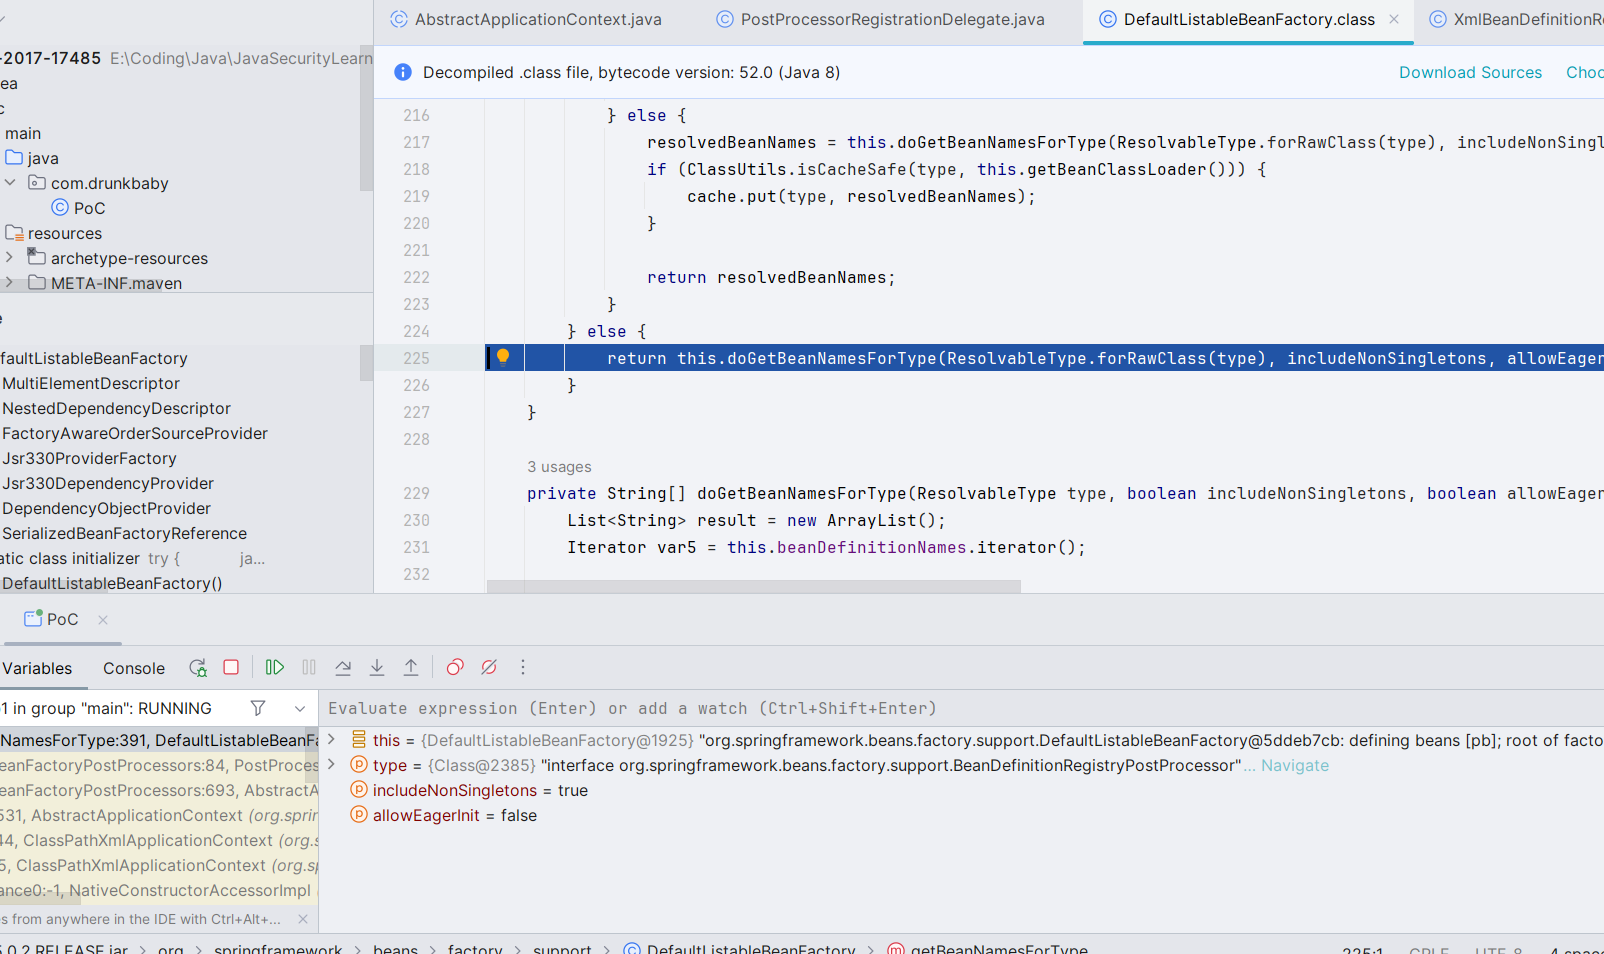 AbstractApplicationContext.java
PostProcessorRegistrationDelegate.java
DefaultListableBeanFactory.class
XmlBeanDefinitionRe
-2017-17485 E:\Coding\Java\JavaSecurityLearn
ea
c
main
java
com.drunkbaby
PoC
resources
archetype-resources
META-INF.maven
e
faultListableBeanFactory
MultiElementDescriptor
NestedDependencyDescriptor
FactoryAwareOrderSourceProvider
Jsr330ProviderFactory
Jsr330DependencyProvider
DependencyObjectProvider
SerializedBeanFactoryReference
atic class initializer try { ja...
DefaultListableBeanFactory()
Decompiled .class file, bytecode version: 52.0 (Java 8)
Download Sources
Choo
216 } else {
217 resolvedBeanNames = this.doGetBeanNamesForType(ResolvableType.forRawClass(type), includeNonSingl
218 if (ClassUtils.isCacheSafe(type, this.getBeanClassLoader())) {
219 cache.put(type, resolvedBeanNames);
220 }
221
222 return resolvedBeanNames;
223 }
224 } else {
225 return this.doGetBeanNamesForType(ResolvableType.forRawClass(type), includeNonSingletons, allowEager
226 }
227 }
228
3 usages
229 private String[] doGetBeanNamesForType(ResolvableType type, boolean includeNonSingletons, boolean allowEager
230 List<String> result = new ArrayList();
231 Iterator var5 = this.beanDefinitionNames.iterator();
232
PoC
Variables
Console
1 in group "main": RUNNING
Evaluate expression (Enter) or add a watch (Ctrl+Shift+Enter)
NamesForType:391, DefaultListableBeanFa
eanFactoryPostProcessors:84, PostProces
eanFactoryPostProcessors:693, AbstractA
531, AbstractApplicationContext (org.sprin
44, ClassPathXmlApplicationContext (org.s
5, ClassPathXmlApplicationContext (org.sp
ance0:-1, NativeConstructorAccessorImpl
es from anywhere in the IDE with Ctrl+Alt+...
this = {DefaultListableBeanFactory@1925} "org.springframework.beans.factory.support.DefaultListableBeanFactory@5ddeb7cb: defining beans [pb]; root of facto
type = {Class@2385} "interface org.springframework.beans.factory.support.BeanDefinitionRegistryPostProcessor"... Navigate
includeNonSingletons = true
allowEagerInit = false
5.0.2.RELEASE.jar > org > springframework > beans > factory > support > DefaultListableBeanFactory > getBeanNamesForType
225:1 CRLF UTF-8 4 space